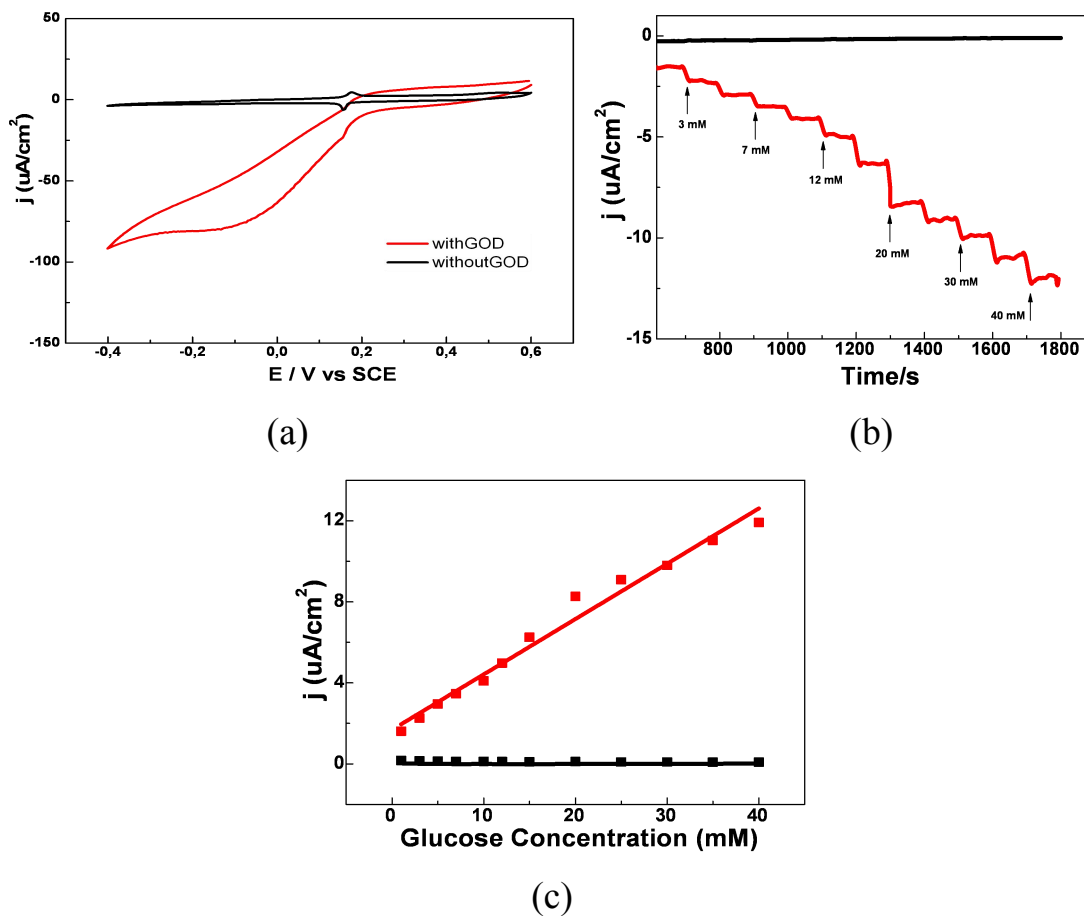 50
0
-50
-100
-150
j (uA/cm²)
-0,4
-0,2
0,0
0,2
0,4
0,6
E / V vs SCE
withGOD
withoutGOD
(a)
0
-5
-10
-15
j (uA/cm²)
3 mM
7 mM
12 mM
20 mM
30 mM
40 mM
800
1000
1200
1400
1600
1800
Time/s
(b)
12
8
4
0
j (uA/cm²)
0
10
20
30
40
Glucose Concentration (mM)
(c)